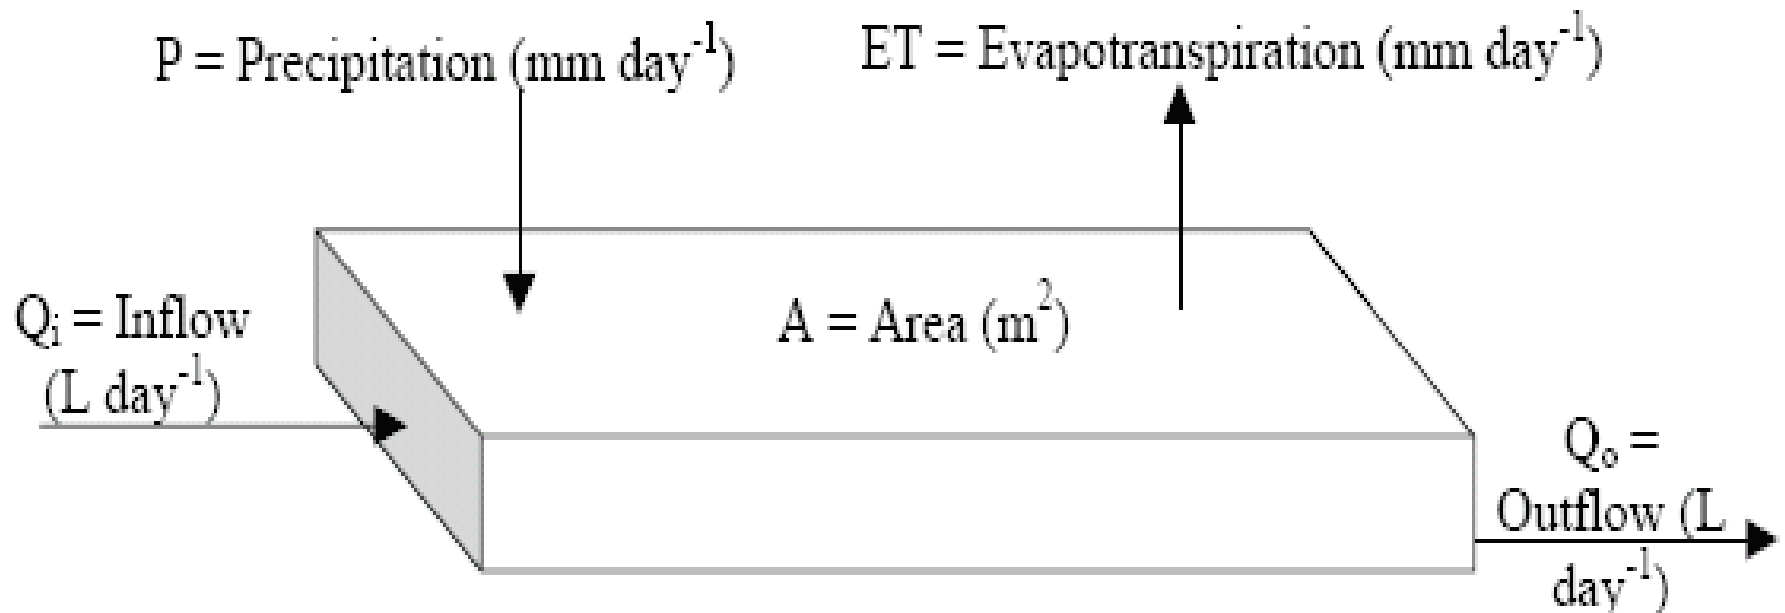 P = Precipitation (mm day⁻¹)
ET = Evapotranspiration (mm day⁻¹)
Qᵢ = Inflow
(L day⁻¹)
A = Area (m²)
Qₒ =
Outflow (L
day⁻¹)